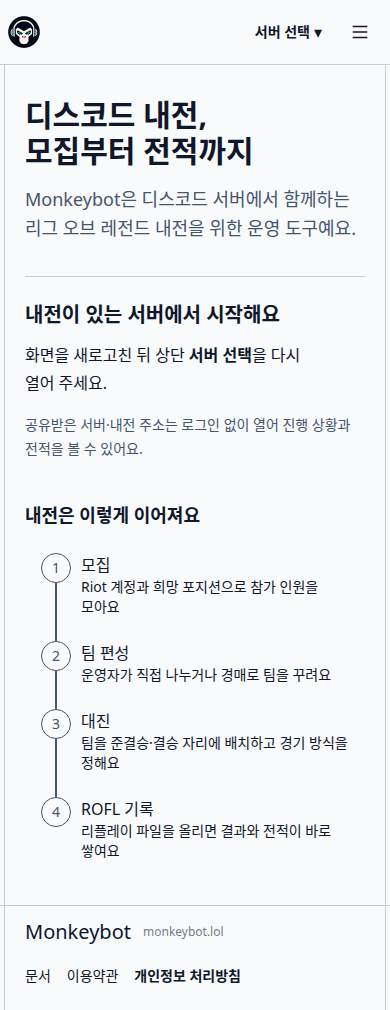 서버 선택 ▾
디스코드 내전,
모집부터 전적까지
Monkeybot은 디스코드 서버에서 함께하는
리그 오브 레전드 내전을 위한 운영 도구예요.
내전이 있는 서버에서 시작해요
화면을 새로고친 뒤 상단 서버 선택을 다시
열어 주세요.
공유받은 서버·내전 주소는 로그인 없이 열어 진행 상황과
전적을 볼 수 있어요.
내전은 이렇게 이어져요
1 모집
Riot 계정과 희망 포지션으로 참가 인원을
모아요
2 팀 편성
운영자가 직접 나누거나 경매로 팀을 꾸려요
3 대진
팀을 준결승·결승 자리에 배치하고 경기 방식을
정해요
4 ROFL 기록
리플레이 파일을 올리면 결과와 전적이 바로
쌓여요
Monkeybot monkeybot.lol
문서 이용약관 개인정보 처리방침